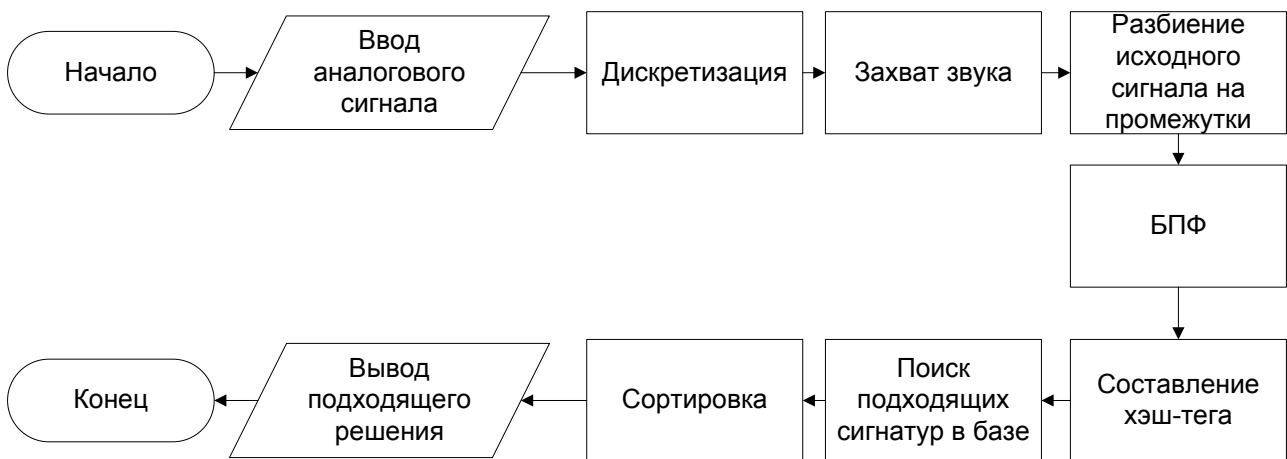 Начало
Ввод
аналогового
сигнала
Дискретизация
Захват звука
Разбиение
исходного
сигнала на
промежутки
БПФ
Составление
хэш-тега
Поиск
подходящих
сигнатур в базе
Сортировка
Вывод
подходящего
решения
Конец